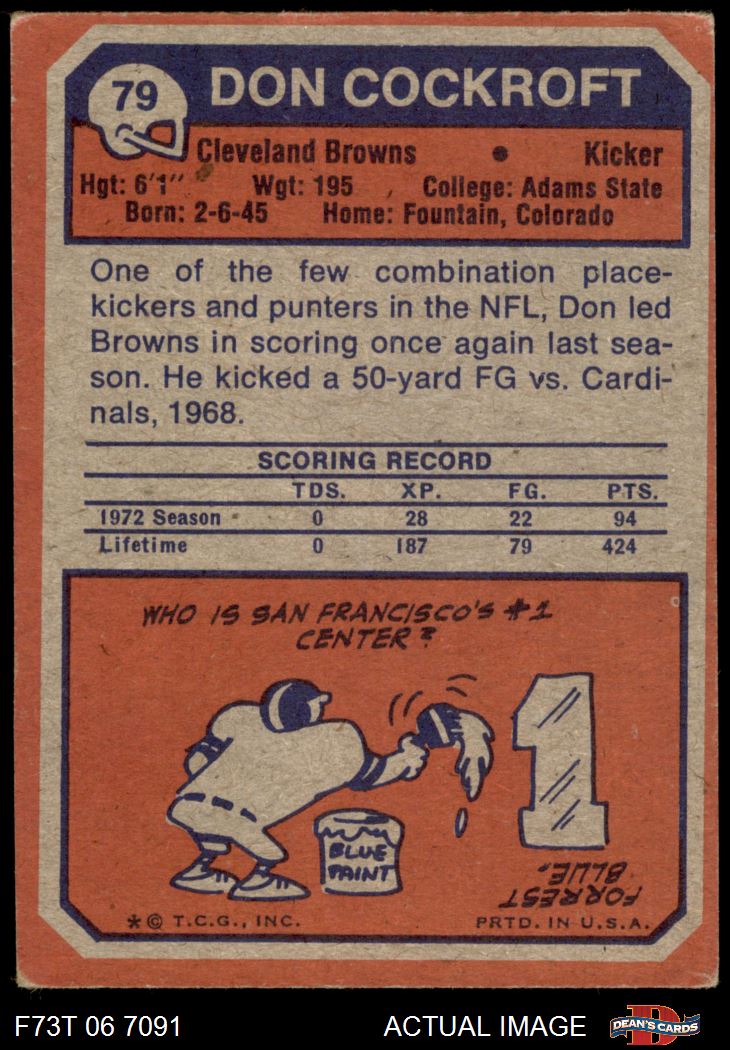 79
DON COCKROFT
Cleveland Browns • Kicker
Hgt: 6'1" Wgt: 195 College: Adams State
Born: 2-6-45 Home: Fountain, Colorado
One of the few combination place-
kickers and punters in the NFL, Don led
Browns in scoring once again last sea-
son. He kicked a 50-yard FG vs. Cardi-
nals, 1968.
SCORING RECORD
TDS. XP. FG. PTS.
1972 Season 0 28 22 94
Lifetime 0 187 79 424
WHO IS SAN FRANCISCO'S #1
CENTER?
1
BLUE
PAINT
FORREST
BLUE.
* © T.C.G., INC. PRTD. IN U.S.A.
F73T 06 7091 ACTUAL IMAGE
D
DEAN'S CARDS